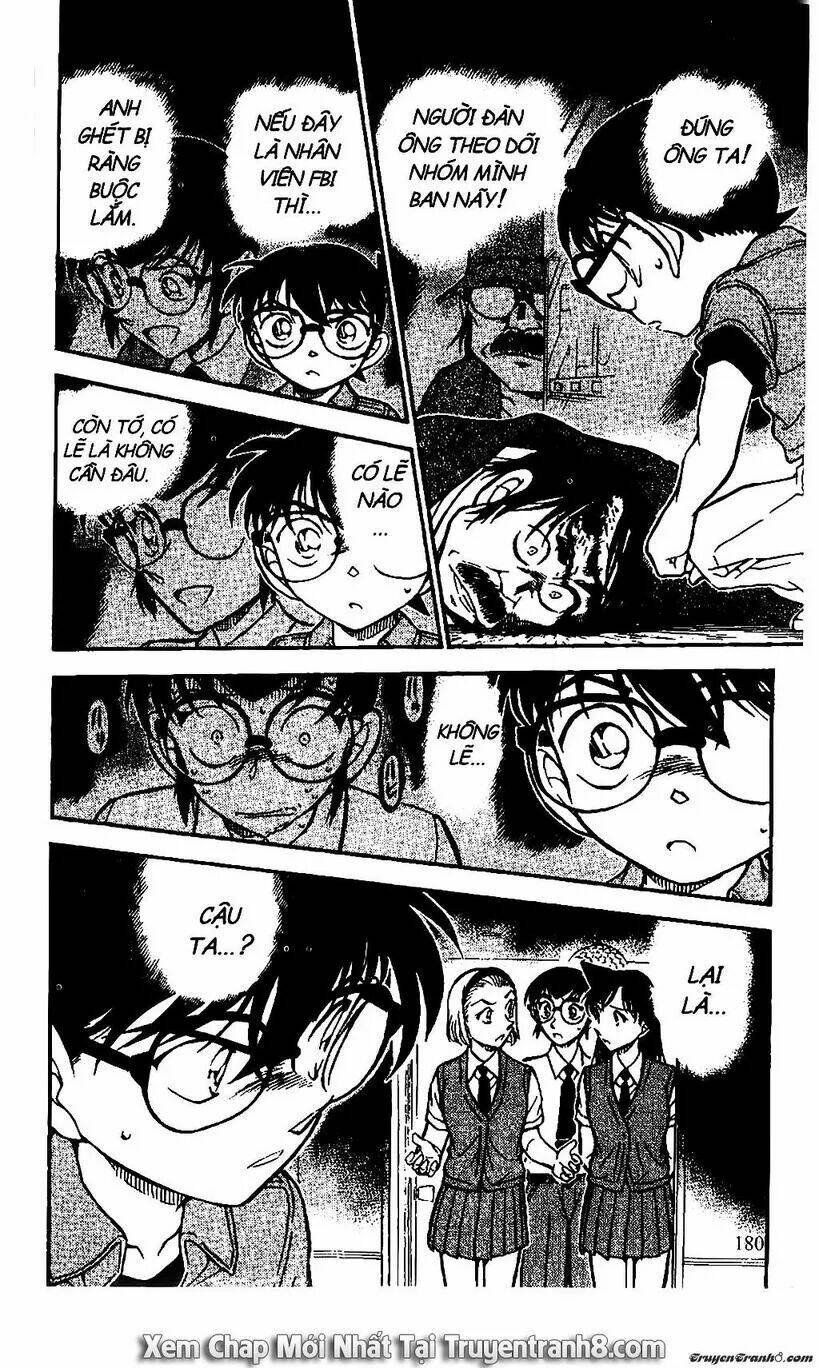 ĐÚNG
ÔNG TA!
NGƯỜI ĐÀN
ÔNG THEO DÕI
NHÓM MÌNH
BAN NÃY!
NẾU ĐÂY
LÀ NHÂN
VIÊN FBI
THÌ...
ANH
GHÉT BỊ
RÀNG
BUỘC
LẮM.
CÓ LẼ
NÀO
...
CÒN TỚ, CÓ
LẼ LÀ KHÔNG
CẦN ĐÂU.
KHÔNG
LẼ...
LẠI
LÀ...
CẬU
TA...?
180
Xem Chap Mới Nhất Tại Truyentranh8.com
TruyenTranh8.com